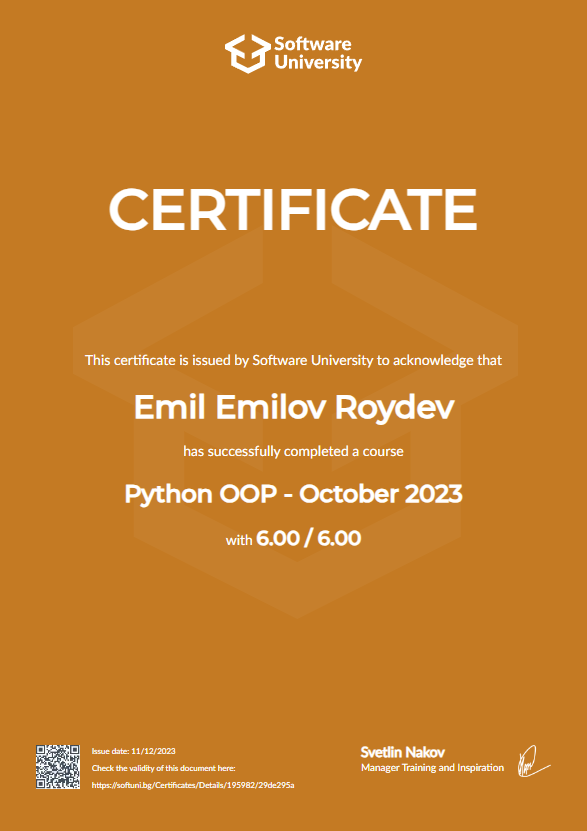 Software
University
CERTIFICATE
This certificate is issued by Software University to acknowledge that
Emil Emilov Roydev
has successfully completed a course
Python OOP - October 2023
with 6.00 / 6.00
Issue date: 11/12/2023
Check the validity of this document here:
https://softuni.bg/Certificates/Details/195982/29de295a
Svetlin Nakov
Manager Training and Inspiration